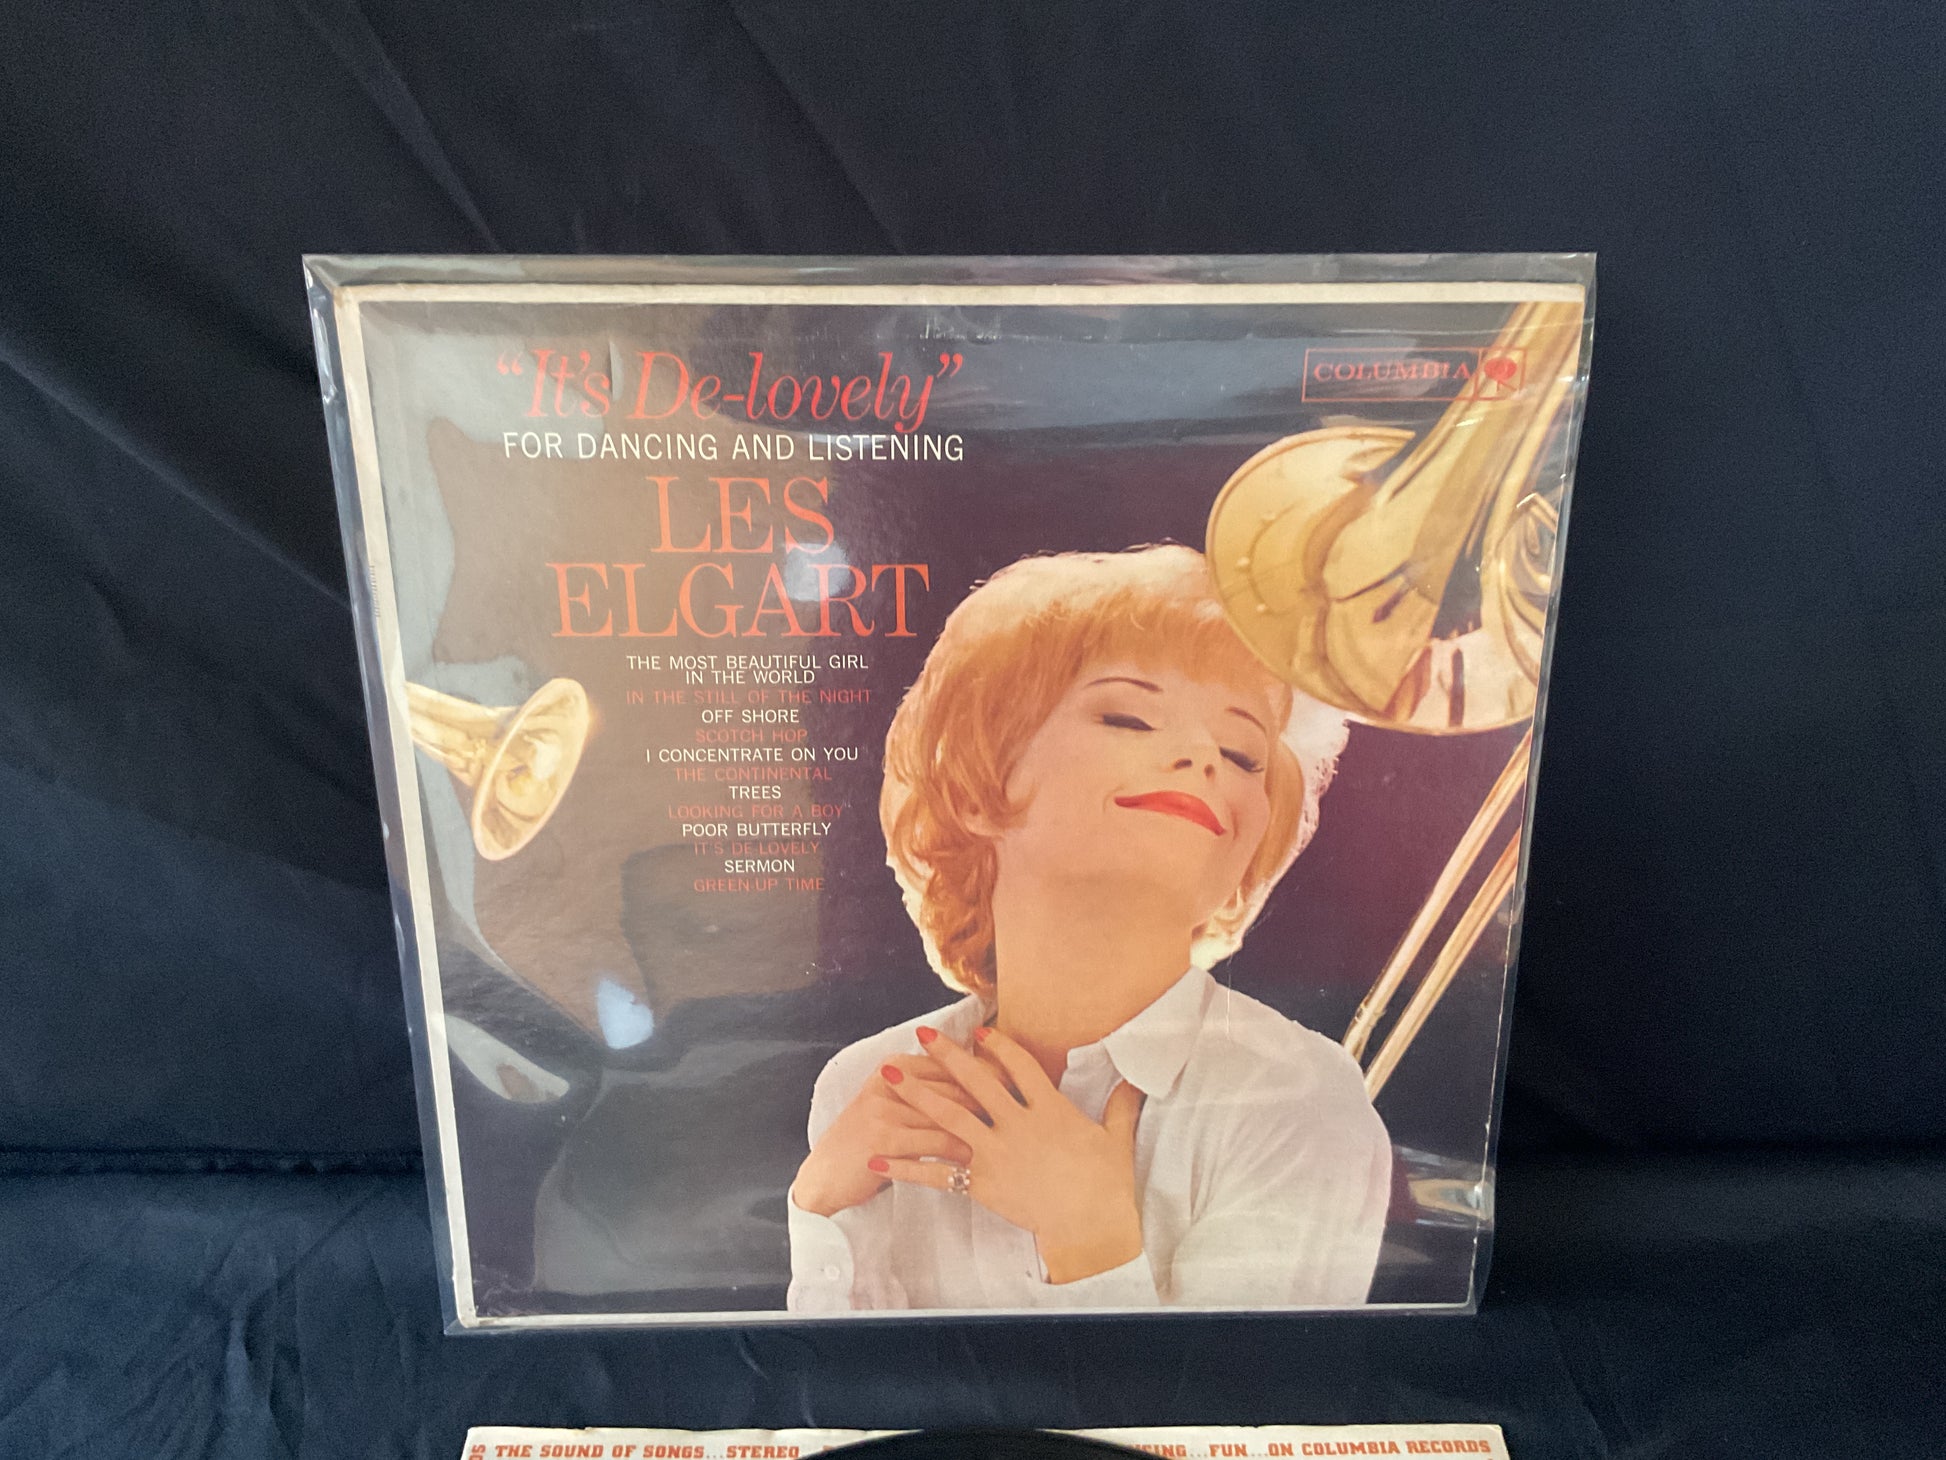 “It's De-lovely”
FOR DANCING AND LISTENING
LES
ELGART
COLUMBIA
THE MOST BEAUTIFUL GIRL
IN THE WORLD
IN THE STILL OF THE NIGHT
OFF SHORE
SCOTCH HOP
I CONCENTRATE ON YOU
THE CONTINENTAL
TREES
LOOKING FOR A BOY
POOR BUTTERFLY
IT'S DE-LOVELY
SERMON
GREEN-UP TIME
THE SOUND OF SONGS...STEREO
...FUN...ON COLUMBIA RECORDS